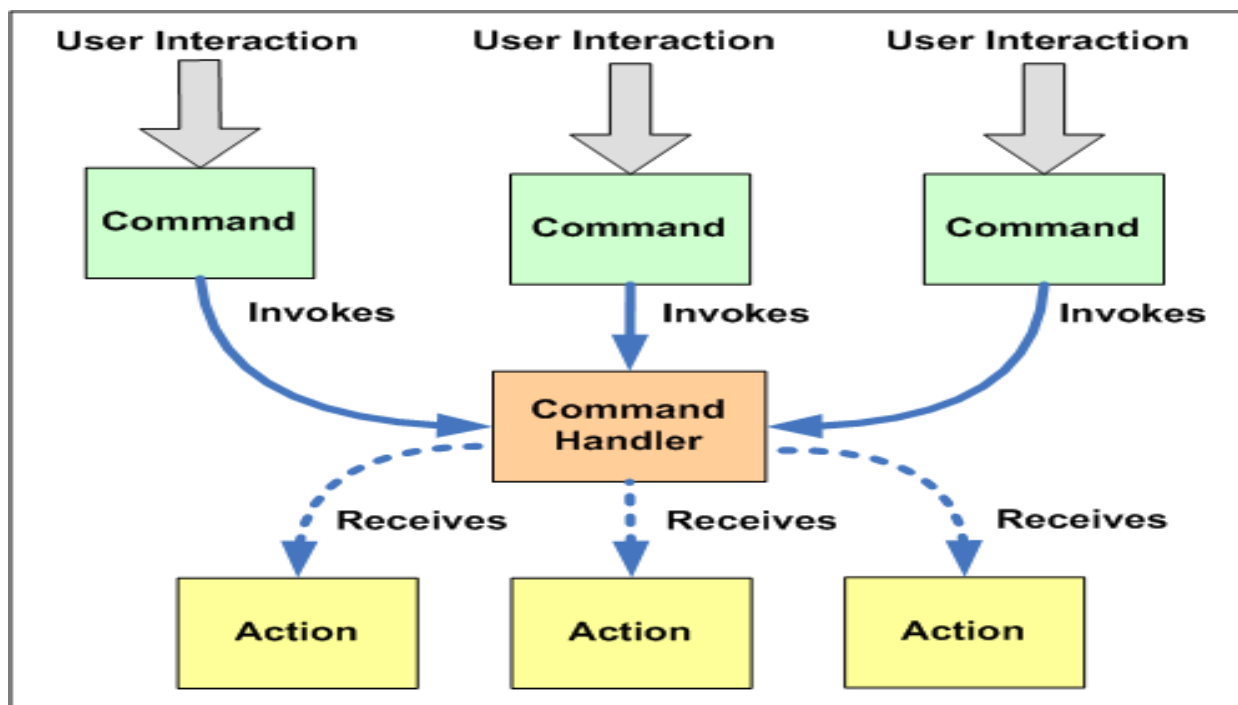 User Interaction
User Interaction
User Interaction
Command
Command
Command
Invokes
Invokes
Invokes
Command
Handler
Receives
Receives
Receives
Action
Action
Action